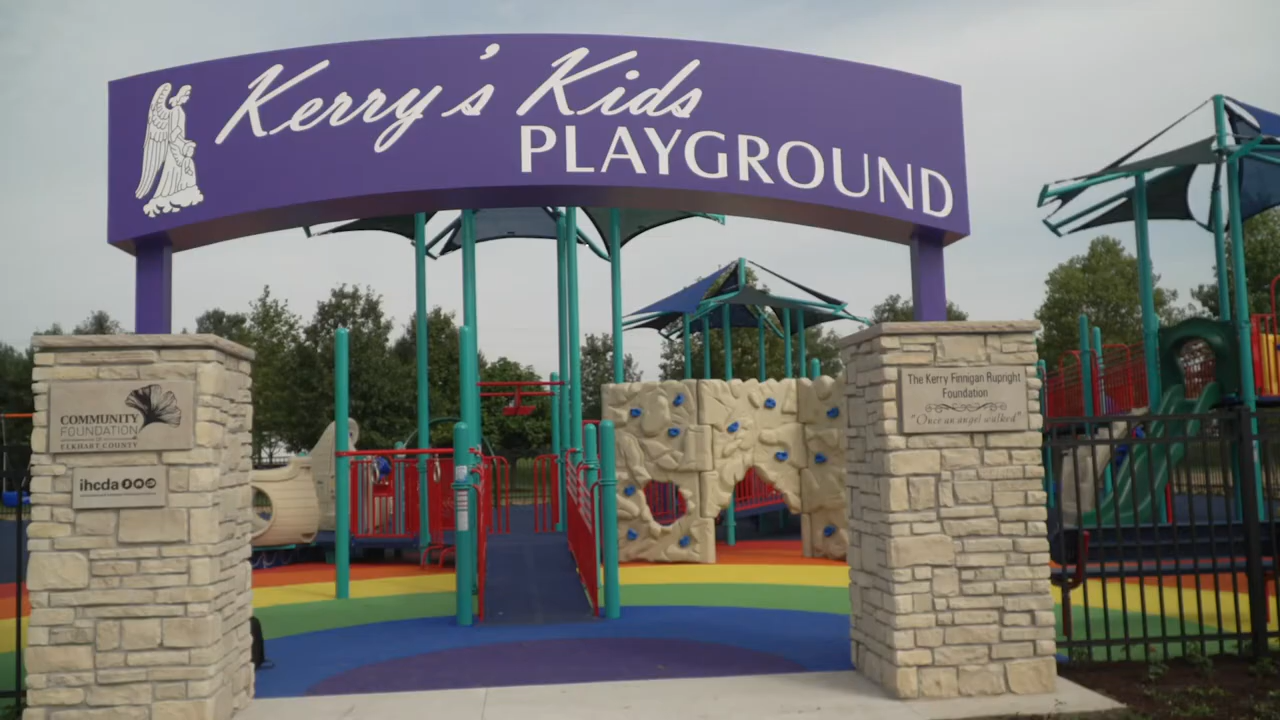 Kerry's Kids
PLAYGROUND
COMMUNITY
FOUNDATION
ELKHART COUNTY
ihcda
The Kerry Finnigan Rupright
Foundation
"Once an angel walked"